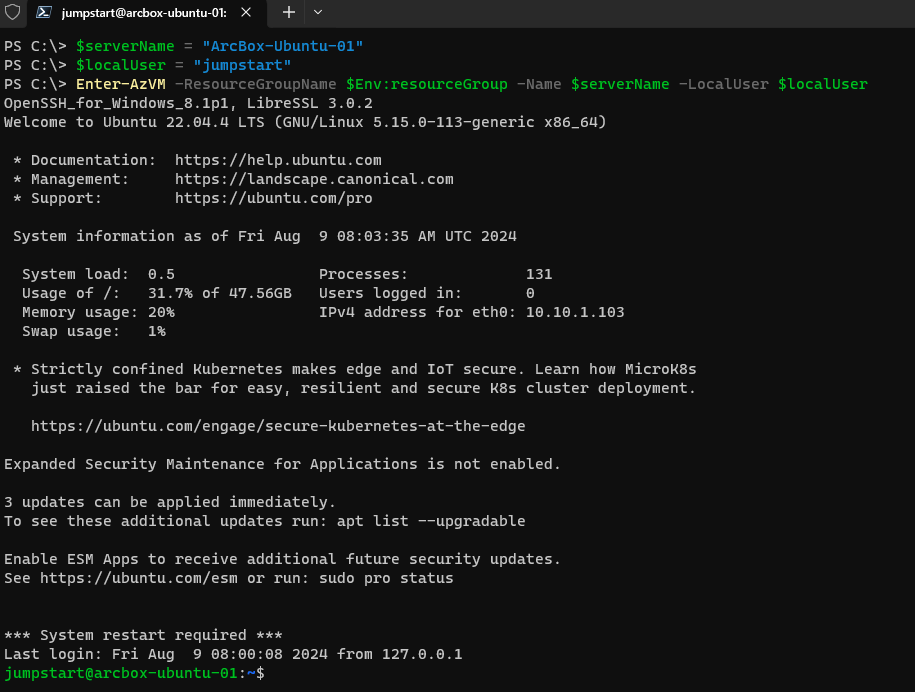 jumpstart@arcbox-ubuntu-01:
PS C:\> $serverName = "ArcBox-Ubuntu-01"
PS C:\> $localUser = "jumpstart"
PS C:\> Enter-AzVM -ResourceGroupName $Env:resourceGroup -Name $serverName -LocalUser $localUser
OpenSSH_for_Windows_8.1p1, LibreSSL 3.0.2
Welcome to Ubuntu 22.04.4 LTS (GNU/Linux 5.15.0-113-generic x86_64)

 * Documentation:  https://help.ubuntu.com
 * Management:     https://landscape.canonical.com
 * Support:        https://ubuntu.com/pro

 System information as of Fri Aug  9 08:03:35 AM UTC 2024

  System load:  0.5                Processes:             131
  Usage of /:   31.7% of 47.56GB   Users logged in:       0
  Memory usage: 20%                IPv4 address for eth0: 10.10.1.103
  Swap usage:   1%

 * Strictly confined Kubernetes makes edge and IoT secure. Learn how MicroK8s
   just raised the bar for easy, resilient and secure K8s cluster deployment.

   https://ubuntu.com/engage/secure-kubernetes-at-the-edge

Expanded Security Maintenance for Applications is not enabled.

3 updates can be applied immediately.
To see these additional updates run: apt list --upgradable

Enable ESM Apps to receive additional future security updates.
See https://ubuntu.com/esm or run: sudo pro status

*** System restart required ***
Last login: Fri Aug  9 08:00:08 2024 from 127.0.0.1
jumpstart@arcbox-ubuntu-01:~$